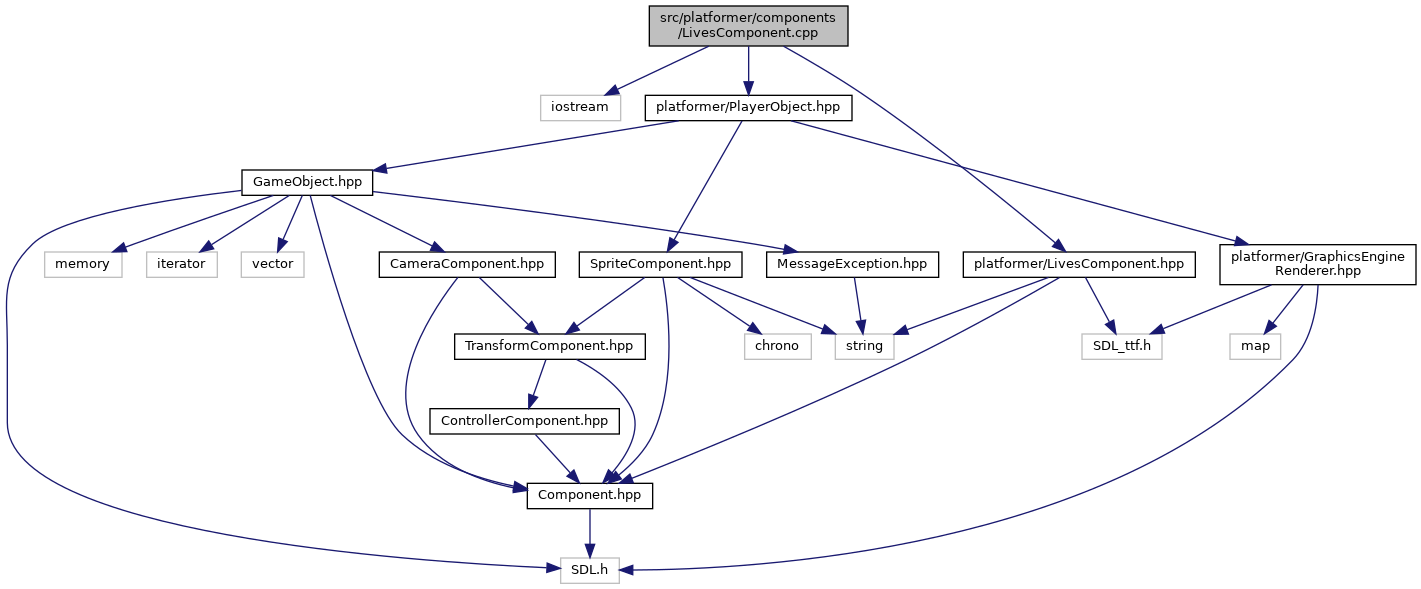 src/platformer/components
/LivesComponent.cpp
iostream
platformer/PlayerObject.hpp
GameObject.hpp
memory
iterator
vector
CameraComponent.hpp
SpriteComponent.hpp
MessageException.hpp
platformer/LivesComponent.hpp
platformer/GraphicsEngine
Renderer.hpp
TransformComponent.hpp
chrono
string
SDL_ttf.h
map
ControllerComponent.hpp
Component.hpp
SDL.h